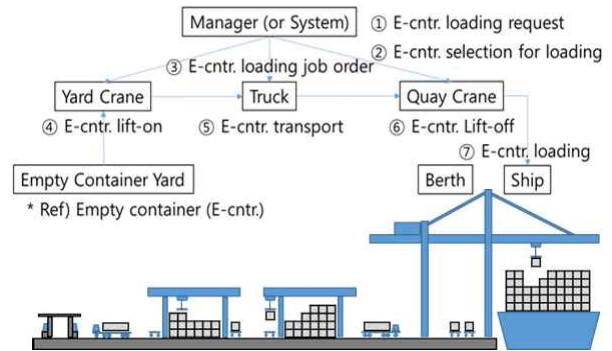 Manager (or System)
① E-cntr. loading request
② E-cntr. selection for loading
③ E-cntr. loading job order
Yard Crane
Truck
Quay Crane
④ E-cntr. lift-on
⑤ E-cntr. transport
⑥ E-cntr. Lift-off
⑦ E-cntr. loading
Empty Container Yard
Berth
Ship
* Ref) Empty container (E-cntr.)